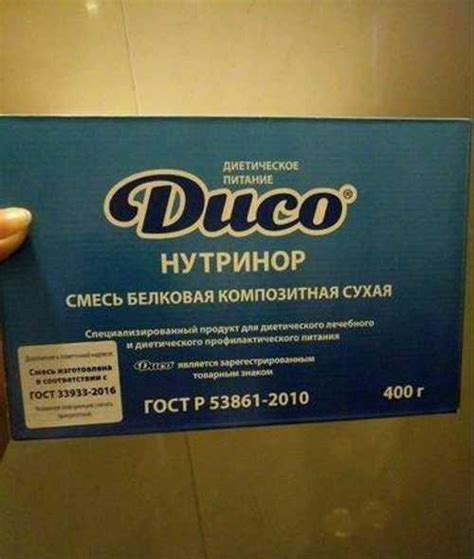 ДИЕТИЧЕСКОЕ
ПИТАНИЕ
Дисо®
НУТРИНОР
СМЕСЬ БЕЛКОВАЯ КОМПОЗИТНАЯ СУХАЯ
Специализированный продукт для диетического лечебного
и диетического профилактического питания
Дисо является зарегестрированным
товарным знаком
ГОСТ Р 53861-2010
400 г
Смесь изготовлена
в соответствии с
ГОСТ 33933-2016